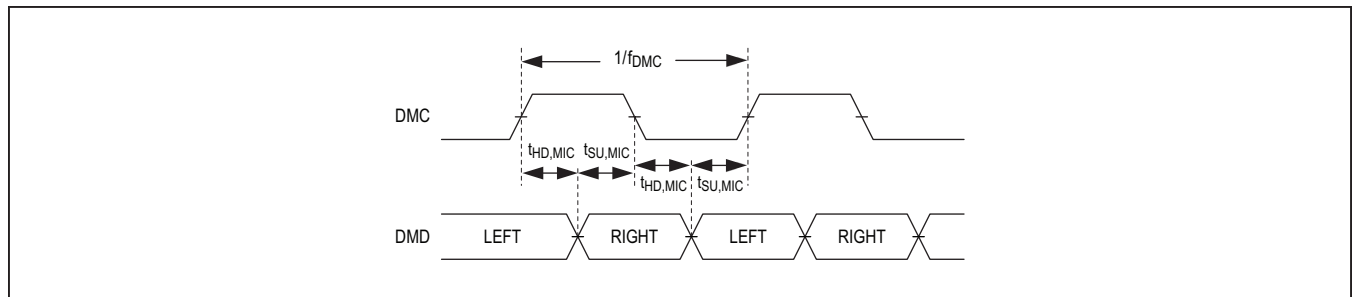 1/fDMC
DMC
tHD,MIC tSU,MIC
tHD,MIC tSU,MIC
DMD LEFT RIGHT LEFT RIGHT